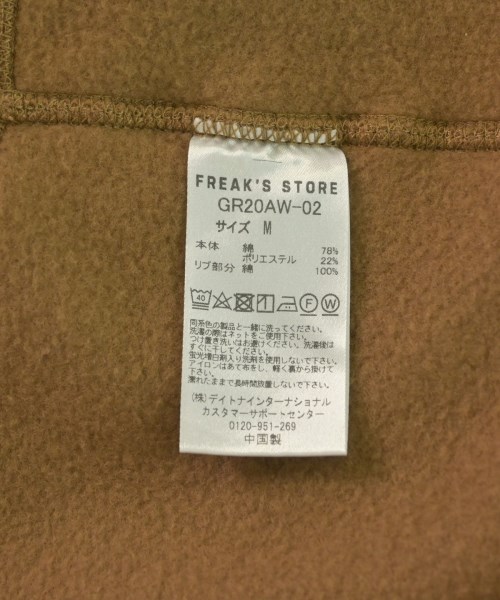 FREAK'S STORE
GR20AW-02
サイズ M
本体 綿 78%
ポリエステル 22%
リブ部分 綿 100%
40 F W
同系色の製品と一緒に洗ってください。
洗濯の際はネットをご使用ください。
つけ置き洗いはお避けください。洗濯後は
すぐに干してください。
蛍光増白剤入り洗剤を使用しないで下さい。
アイロンはあて布をし、軽く裏から掛けて
下さい。
濡れたままで長時間放置しないで下さい。
(株)デイトナインターナショナル
カスタマーサポートセンター
0120-951-269
中国製